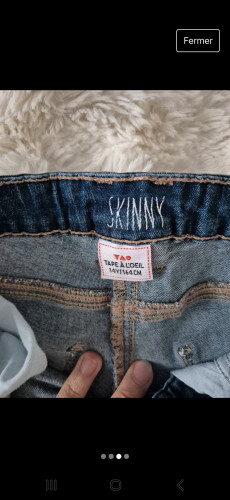 Fermer
SKINNY
TAO
TAPE À L'OEIL
14Y/164CM